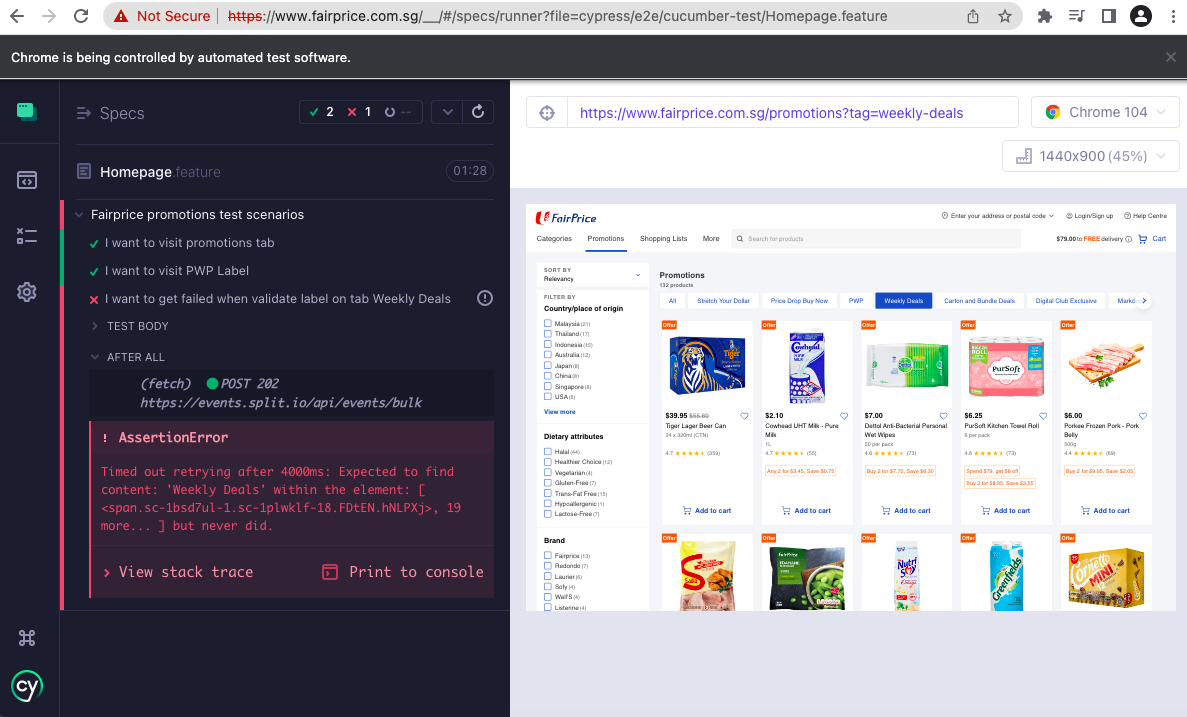 Not Secure
https://www.fairprice.com.sg/__/#/specs/runner?file=cypress/e2e/cucumber-test/Homepage.feature
Chrome is being controlled by automated test software.
Specs
2 1 --
Homepage.feature
01:28
Fairprice promotions test scenarios
I want to visit promotions tab
I want to visit PWP Label
I want to get failed when validate label on tab Weekly Deals
TEST BODY
AFTER ALL
(fetch) POST 202
https://events.split.io/api/events/bulk
! AssertionError
Timed out retrying after 4000ms: Expected to find
content: 'Weekly Deals' within the element: [
<span.sc-1bsd7ul-1.sc-1plwklf-18.FDtEN.hNLPXj>, 19
more... ] but never did.
View stack trace
Print to console
cy
https://www.fairprice.com.sg/promotions?tag=weekly-deals
Chrome 104
1440x900 (45%)
FairPrice
Enter your address or postal code
Login/Sign up
Help Centre
Categories
Promotions
Shopping Lists
More
Search for products
$79.00 to FREE delivery
Cart
SORT BY
Relevancy
FILTER BY
Country/place of origin
Malaysia (21)
Thailand (17)
Indonesia (15)
Australia (12)
Japan (8)
China (8)
Singapore (8)
USA (8)
View more
Dietary attributes
Halal (44)
Healthier Choice (12)
Vegetarian (4)
Gluten-Free (7)
Trans-Fat Free (15)
Hypoallergenic (1)
Lactose-Free (7)
Brand
Fairprice (13)
Redondo (7)
Laurier (6)
Sofy (4)
Wall'S (4)
Listerine (4)
Promotions
132 products
All
Stretch Your Dollar
Price Drop Buy Now
PWP
Weekly Deals
Carton and Bundle Deals
Digital Club Exclusive
Offer
Tiger
$39.95 $55.60
Tiger Lager Beer Can
24 x 320ml (CTN)
4.7 (359)
Add to cart
Offer
Cowhead
$2.10
Cowhead UHT Milk - Pure
Milk
1L
4.7 (55)
Any 2 for $3.45, Save $0.75
Add to cart
Offer
$7.00
Dettol Anti-Bacterial Personal
Wet Wipes
50 per pack
4.6 (73)
Buy 2 for $7.70, Save $6.30
Add to cart
Offer
PurSoft
$6.25
PurSoft Kitchen Towel Roll
6 per pack
4.8 (73)
Spend $79, get $6 off
Buy 2 for $8.95, Save $3.55
Add to cart
Offer
$6.00
Porkee Frozen Pork - Pork
Belly
500g
4.4 (69)
Buy 2 for $9.95, Save $2.05
Add to cart
Offer
Offer
FairPrice
EDAMAME
Offer
Nutri
SOY
Offer
Greenfields
Offer
Cornetto
MINI